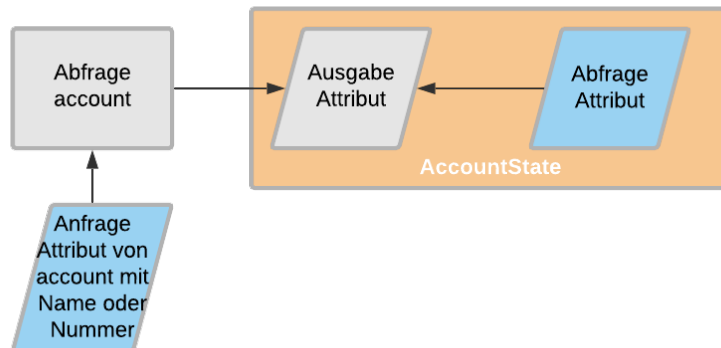 Abfrage
account
Ausgabe
Attribut
Abfrage
Attribut
AccountState
Anfrage
Attribut von
account mit
Name oder
Nummer